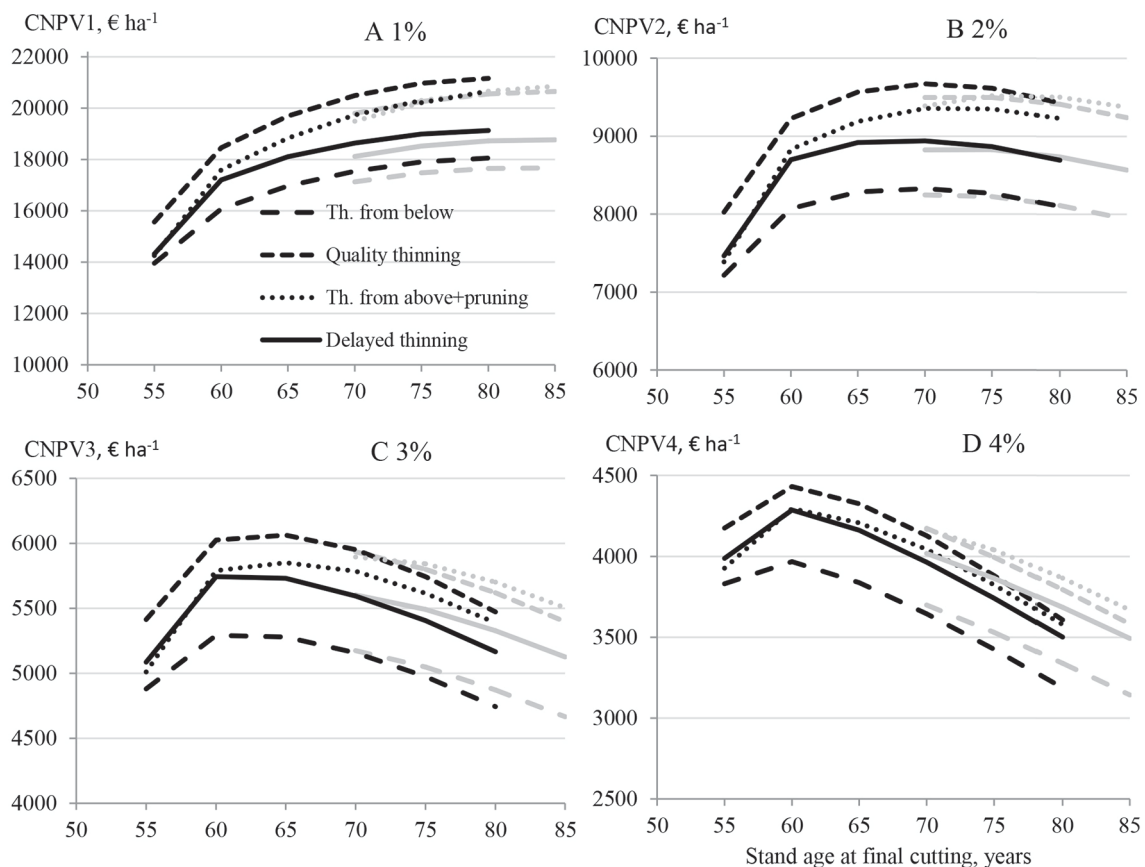 CNPV1, € ha⁻¹
A 1%
22000
20000
18000
16000
14000
12000
10000
50 55 60 65 70 75 80 85
Th. from below
Quality thinning
Th. from above+pruning
Delayed thinning
CNPV2, € ha⁻¹
B 2%
10000
9000
8000
7000
6000
50 55 60 65 70 75 80 85
CNPV3, € ha⁻¹
C 3%
6500
6000
5500
5000
4500
4000
50 55 60 65 70 75 80 85
CNPV4, € ha⁻¹
D 4%
4500
4000
3500
3000
2500
50 55 60 65 70 75 80 85
Stand age at final cutting, years